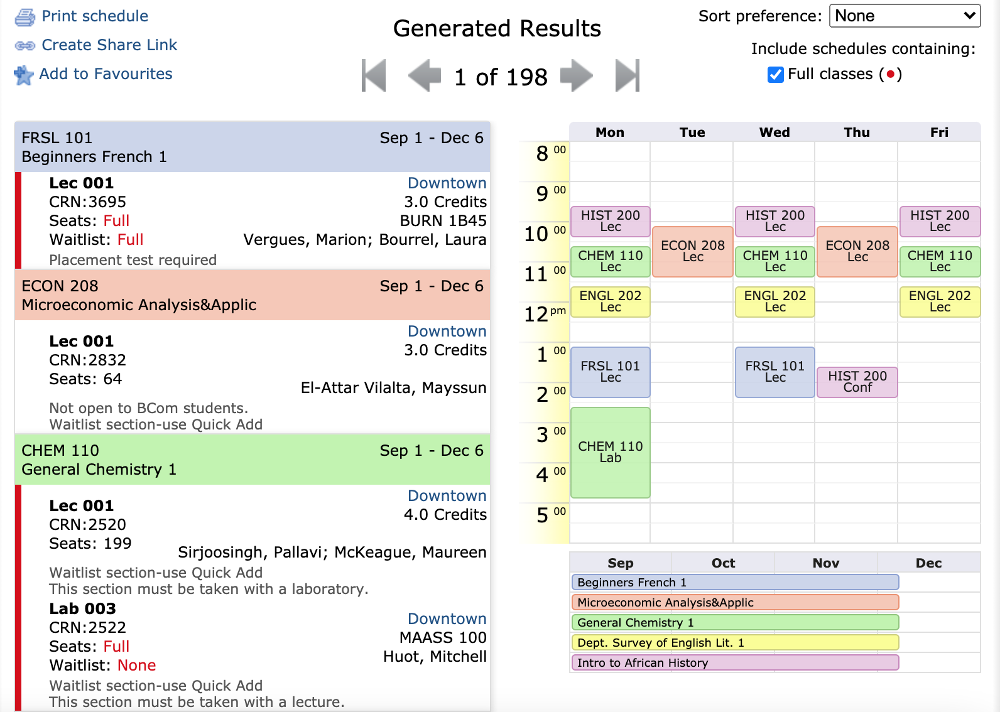 Print schedule
Create Share Link
Add to Favourites
Generated Results
1 of 198
Sort preference: None
Include schedules containing:
Full classes (•)
FRSL 101 Sep 1 - Dec 6
Beginners French 1
Lec 001 Downtown
CRN:3695 3.0 Credits
Seats: Full BURN 1B45
Waitlist: Full Vergues, Marion; Bourrel, Laura
Placement test required
ECON 208 Sep 1 - Dec 6
Microeconomic Analysis&Applic
Downtown
Lec 001
3.0 Credits
CRN:2832
Seats: 64
El-Attar Vilalta, Mayssun
Not open to BCom students.
Waitlist section-use Quick Add
CHEM 110 Sep 1 - Dec 6
General Chemistry 1
Downtown
Lec 001
4.0 Credits
CRN:2520
Seats: 199
Sirjoosingh, Pallavi; McKeague, Maureen
Waitlist section-use Quick Add
This section must be taken with a laboratory.
Lab 003
Downtown
CRN:2522
MAASS 100
Seats: Full
Huot, Mitchell
Waitlist: None
Waitlist section-use Quick Add
This section must be taken with a lecture.
Mon Tue Wed Thu Fri
8 00
9 00
HIST 200 HIST 200 HIST 200
Lec Lec Lec
10 00
ECON 208 ECON 208
Lec Lec
CHEM 110 CHEM 110 CHEM 110
Lec Lec Lec
11 00
ENGL 202 ENGL 202 ENGL 202
Lec Lec Lec
12 pm
1 00
FRSL 101 FRSL 101
Lec Lec
HIST 200
Conf
2 00
3 00
CHEM 110
Lab
4 00
5 00
Sep Oct Nov Dec
Beginners French 1
Microeconomic Analysis&Applic
General Chemistry 1
Dept. Survey of English Lit. 1
Intro to African History